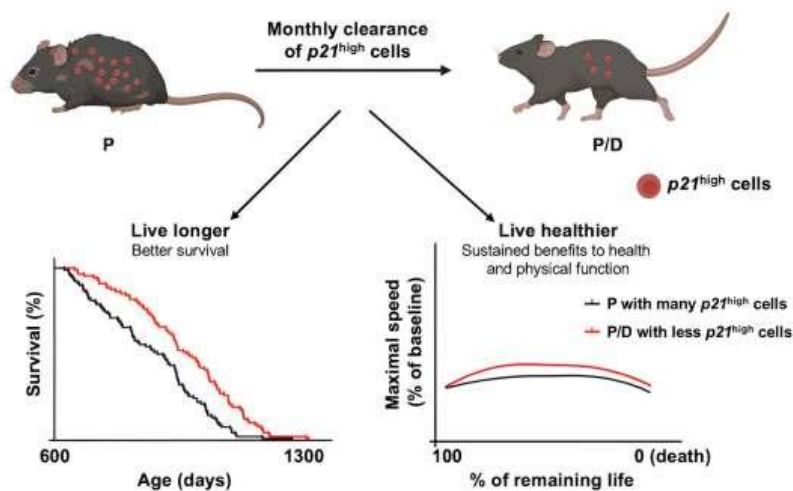 Monthly clearance
of p21high cells
P
P/D
p21high cells
Live longer
Better survival
Live healthier
Sustained benefits to health
and physical function
Survival (%)
600
1300
Age (days)
Maximal speed
(% of baseline)
P with many p21high cells
P/D with less p21high cells
100
0 (death)
% of remaining life